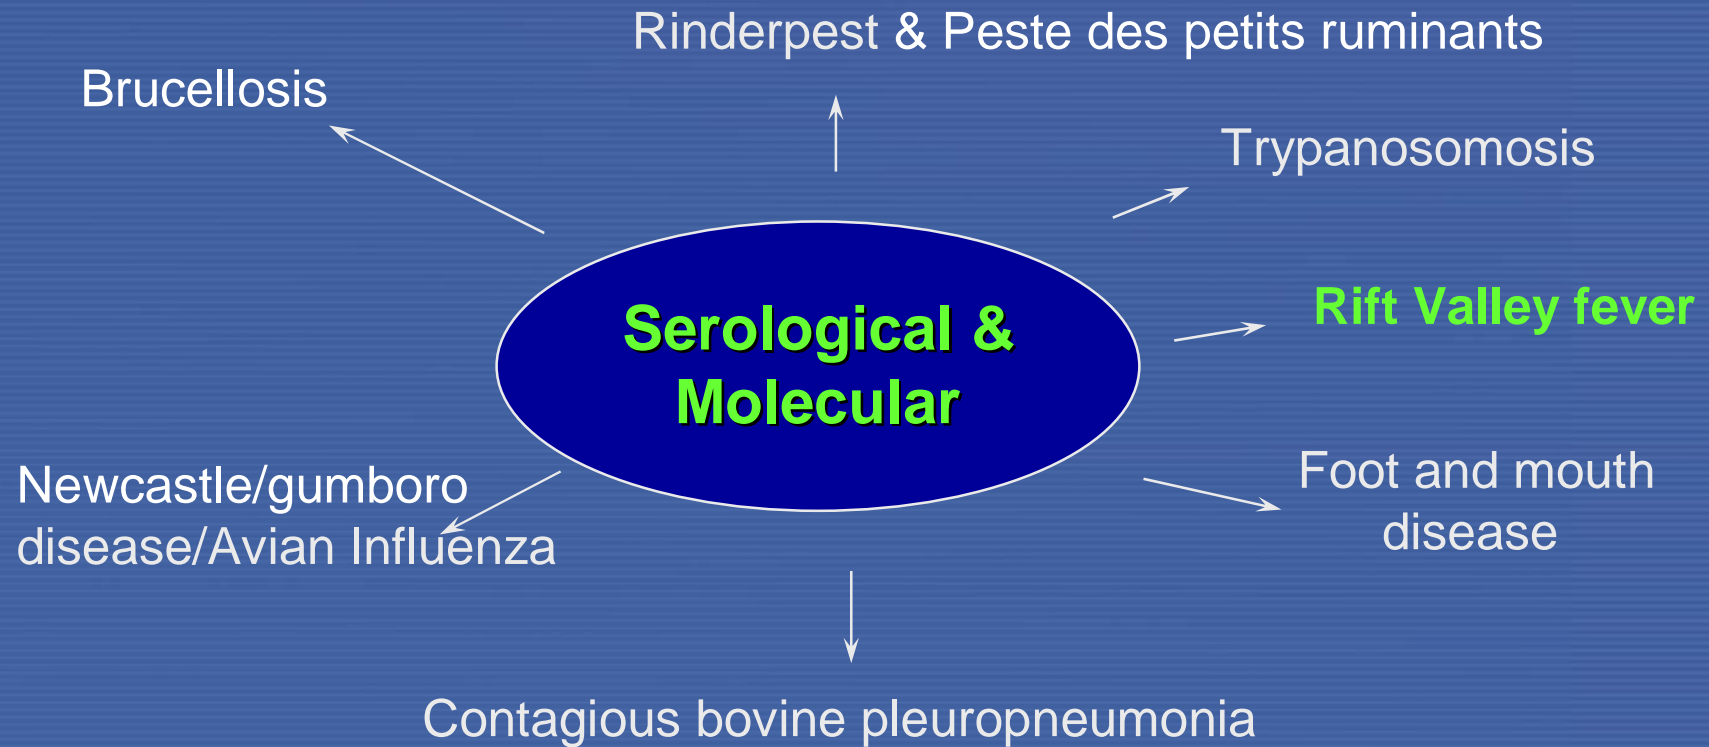 Rinderpest & Peste des petits ruminants
Brucellosis
Trypanosomosis
Rift Valley fever
Serological &
Molecular
Newcastle/gumboro
disease/Avian Influenza
Foot and mouth
disease
Contagious bovine pleuropneumonia